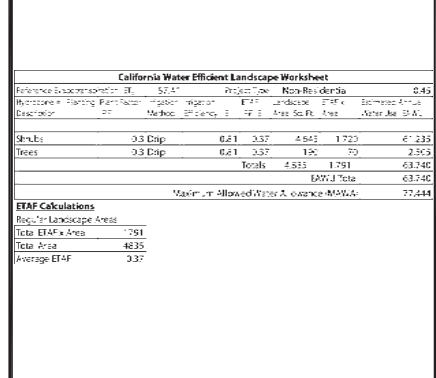 California Water Efficient Landscape Worksheet
Reference Evapotranspiration ETo 57.4 Project Type Non-Residential 0.45
Hydrozone # Planting Plant Factor Irrigation Irrigation ETAF Landscape ETAF x Estimated Annual
Description PF Method Efficiency IE PF/IE Area Sq. Ft. Area Water Use EAWU
Shrubs 0.3 Drip 0.81 0.37 4,645 1,720 61,235
Trees 0.3 Drip 0.81 0.37 190 70 2,505
Totals 4,835 1,791 63,740
EAWU Total 63,740
Maximum Allowed Water Allowance (MAWA) 77,444
ETAF Calculations
Regular Landscape Areas
Total ETAF x Area 1791
Total Area 4835
Average ETAF 0.37